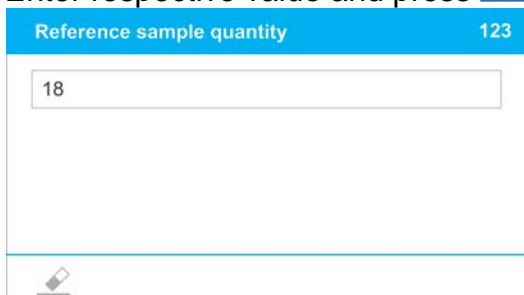 Enter respective value and press
Reference sample quantity 123
18